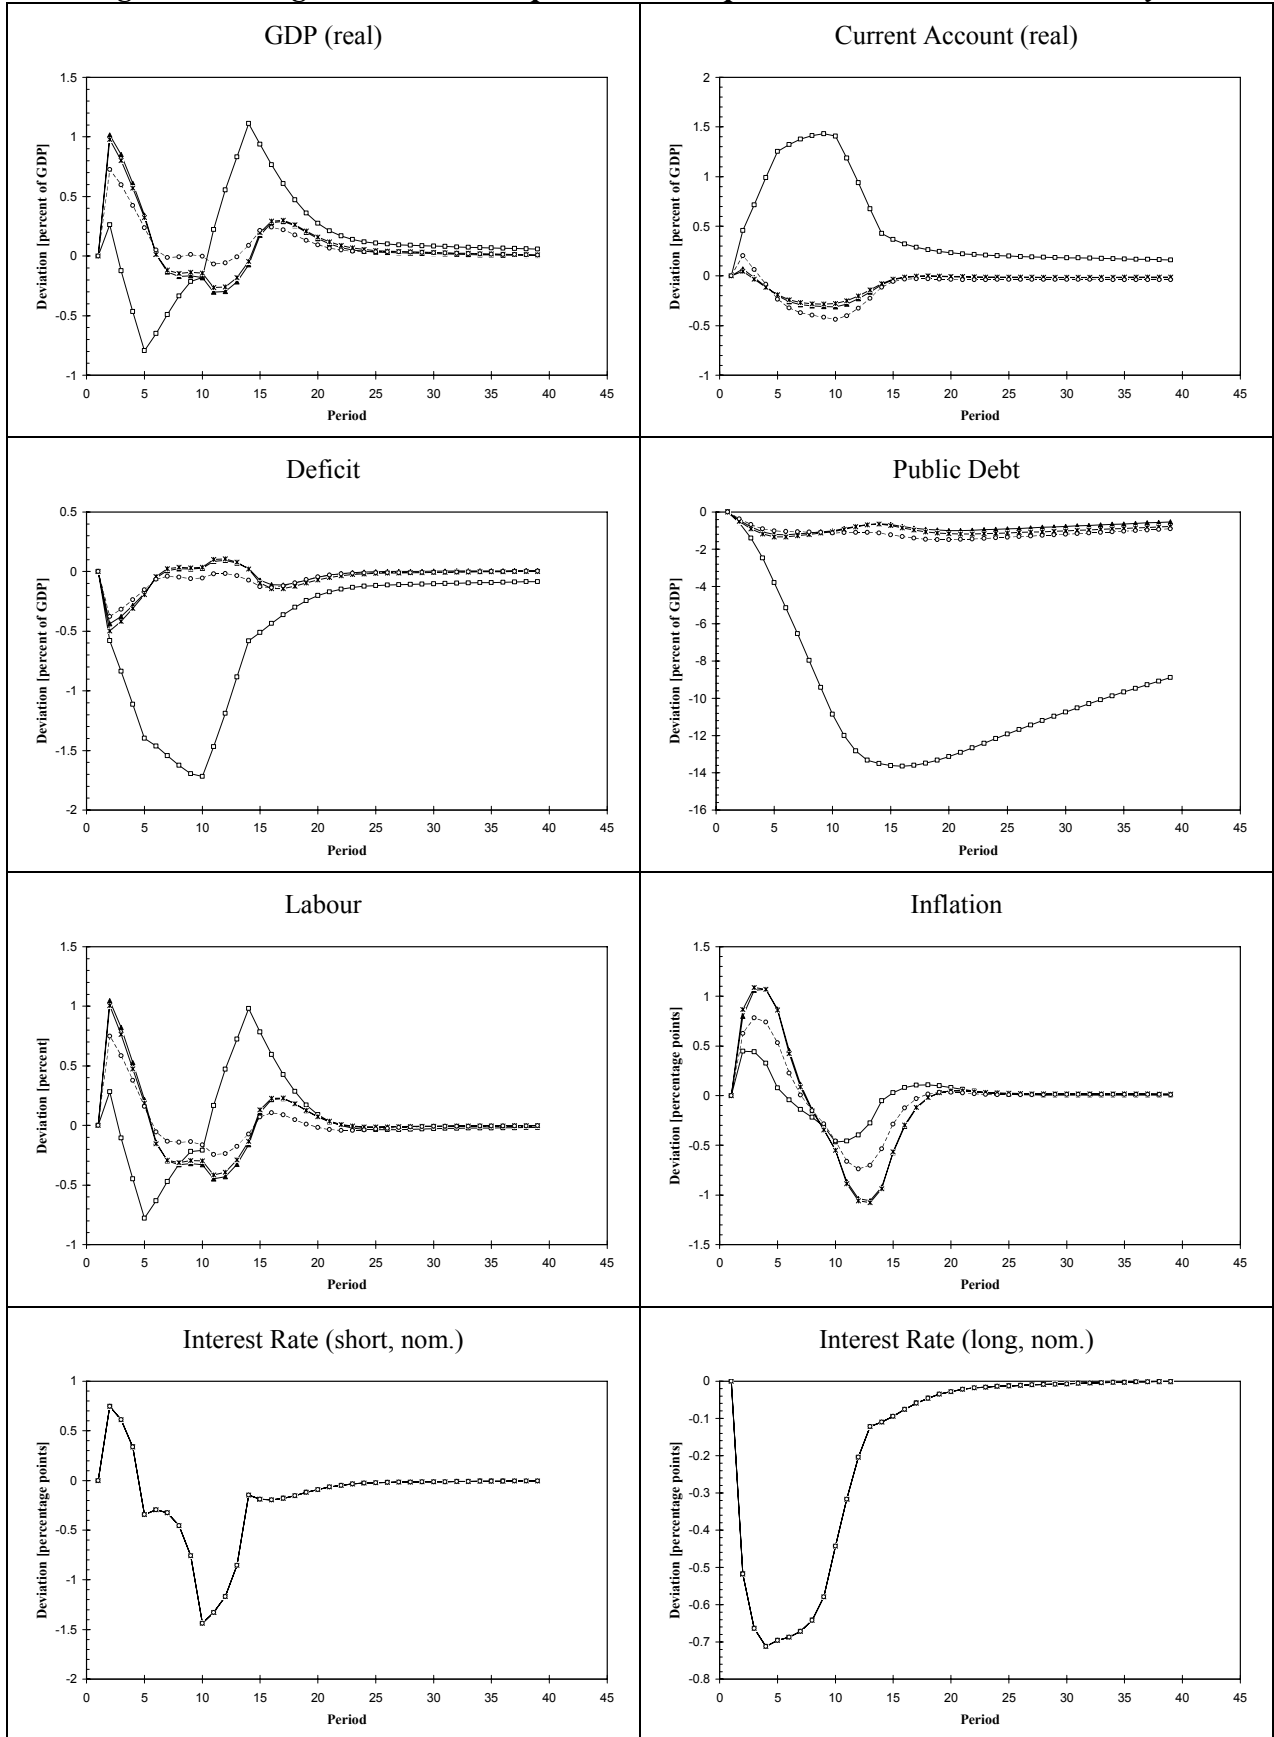 GDP (real)
Deviation [percent of GDP]
1.5
1
0.5
0
-0.5
-1
0 5 10 15 20 25 30 35 40 45
Period
Current Account (real)
Deviation [percent of GDP]
2
1.5
1
0.5
0
-0.5
-1
0 5 10 15 20 25 30 35 40 45
Period
Deficit
Deviation [percent of GDP]
0.5
0
-0.5
-1
-1.5
-2
0 5 10 15 20 25 30 35 40 45
Period
Public Debt
Deviation [percent of GDP]
0
-2
-4
-6
-8
-10
-12
-14
-16
0 5 10 15 20 25 30 35 40 45
Period
Labour
Deviation [percent]
1.5
1
0.5
0
-0.5
-1
0 5 10 15 20 25 30 35 40 45
Period
Inflation
Deviation [percentage points]
1.5
1
0.5
0
-0.5
-1
-1.5
0 5 10 15 20 25 30 35 40 45
Period
Interest Rate (short, nom.)
Deviation [percentage points]
1
0.5
0
-0.5
-1
-1.5
-2
0 5 10 15 20 25 30 35 40 45
Period
Interest Rate (long, nom.)
Deviation [percentage points]
0
-0.1
-0.2
-0.3
-0.4
-0.5
-0.6
-0.7
-0.8
0 5 10 15 20 25 30 35 40 45
Period